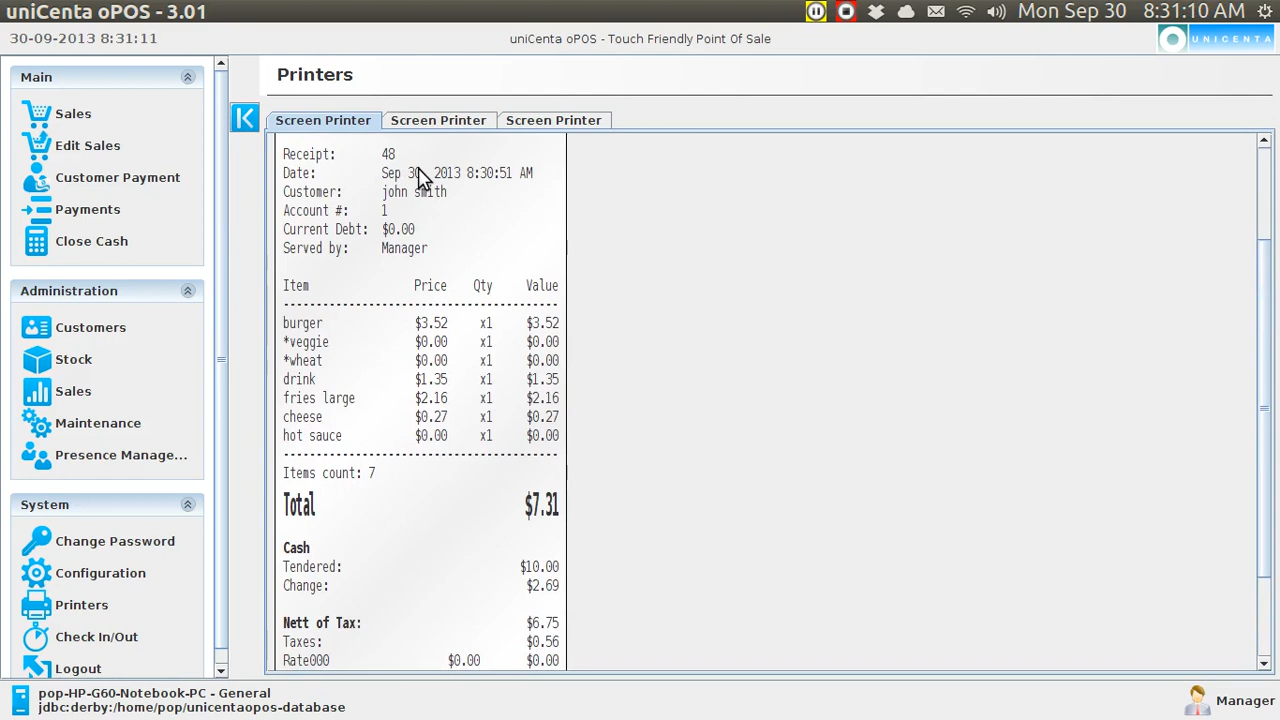 uniCenta oPOS - 3.01
Mon Sep 30 8:31:10 AM
30-09-2013 8:31:11
uniCenta oPOS - Touch Friendly Point Of Sale
UNICENTA
Main
Sales
Edit Sales
Customer Payment
Payments
Close Cash
Administration
Customers
Stock
Sales
Maintenance
Presence Manage...
System
Change Password
Configuration
Printers
Check In/Out
Logout
Printers
Screen Printer Screen Printer Screen Printer
Receipt: 48
Date: Sep 30, 2013 8:30:51 AM
Customer: john smith
Account #: 1
Current Debt: $0.00
Served by: Manager
Item Price Qty Value
burger $3.52 x1 $3.52
*veggie $0.00 x1 $0.00
*wheat $0.00 x1 $0.00
drink $1.35 x1 $1.35
fries large $2.16 x1 $2.16
cheese $0.27 x1 $0.27
hot sauce $0.00 x1 $0.00
Items count: 7
Total $7.31
Cash
Tendered: $10.00
Change: $2.69
Nett of Tax: $6.75
Taxes: $0.56
Rate000 $0.00 $0.00
pop-HP-G60-Notebook-PC - General
jdbc:derby:/home/pop/unicentaopos-database
Manager